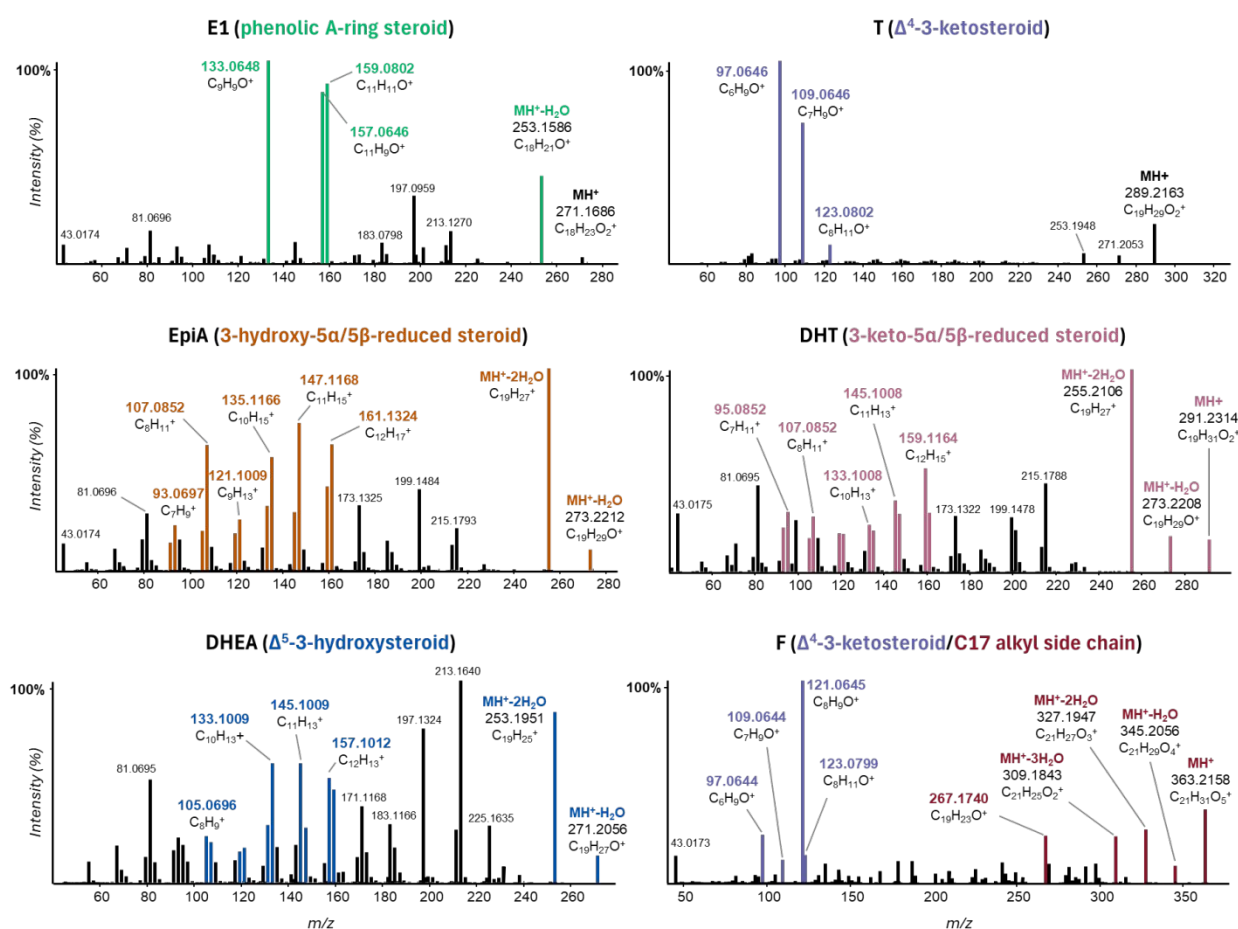 E1 (phenolic A-ring steroid)
100%
Intensity (%)
133.0648
C₉H₉O⁺
159.0802
C₁₁H₁₁O⁺
157.0646
C₁₁H₉O⁺
MH⁺-H₂O
253.1586
C₁₈H₂₁O⁺
MH⁺
271.1686
C₁₈H₂₃O₂⁺
43.0174
81.0696
183.0798
197.0959
213.1270
60 80 100 120 140 160 180 200 220 240 260 280
T (Δ⁴-3-ketosteroid)
100%
97.0646
C₆H₉O⁺
109.0646
C₇H₉O⁺
123.0802
C₈H₁₁O⁺
MH+
289.2163
C₁₉H₂₉O₂⁺
253.1948
271.2053
60 80 100 120 140 160 180 200 220 240 260 280 300 320
EpiA (3-hydroxy-5α/5β-reduced steroid)
100%
Intensity (%)
107.0852
C₈H₁₁⁺
135.1166
C₁₀H₁₅⁺
147.1168
C₁₁H₁₅⁺
161.1324
C₁₂H₁₇⁺
MH⁺-2H₂O
C₁₉H₂₇⁺
81.0696
93.0697
C₇H₉⁺
121.1009
C₉H₁₃⁺
43.0174
173.1325
199.1484
215.1793
MH⁺-H₂O
273.2212
C₁₉H₂₉O⁺
60 80 100 120 140 160 180 200 220 240 260 280
DHT (3-keto-5α/5β-reduced steroid)
100%
95.0852
C₇H₁₁⁺
107.0852
C₈H₁₁⁺
145.1008
C₁₁H₁₃⁺
159.1164
C₁₂H₁₅⁺
133.1008
C₁₀H₁₃⁺
MH⁺-2H₂O
255.2106
C₁₉H₂₇⁺
MH+
291.2314
C₁₉H₃₁O₂⁺
MH⁺-H₂O
273.2208
C₁₉H₂₉O⁺
43.0175
81.0695
173.1322
199.1478
215.1788
60 80 100 120 140 160 180 200 220 240 260 280
DHEA (Δ⁵-3-hydroxysteroid)
100%
Intensity (%)
81.0695
105.0696
C₈H₉⁺
133.1009
C₁₀H₁₃+
145.1009
C₁₁H₁₃⁺
157.1012
C₁₂H₁₃⁺
171.1168
183.1166
197.1324
213.1640
225.1635
MH⁺-2H₂O
253.1951
C₁₉H₂₅⁺
MH⁺-H₂O
271.2056
C₁₉H₂₇O⁺
60 80 100 120 140 160 180 200 220 240 260
m/z
F (Δ⁴-3-ketosteroid/C17 alkyl side chain)
100%
121.0645
C₈H₉O⁺
109.0644
C₇H₉O⁺
97.0644
C₆H₉O⁺
123.0799
C₈H₁₁O⁺
43.0173
267.1740
C₁₉H₂₃O⁺
MH⁺-3H₂O
309.1843
C₂₁H₂₅O₂⁺
MH⁺-2H₂O
327.1947
C₂₁H₂₇O₃⁺
MH⁺-H₂O
345.2056
C₂₁H₂₉O₄⁺
MH⁺
363.2158
C₂₁H₃₁O₅⁺
50 100 150 200 250 300 350
m/z